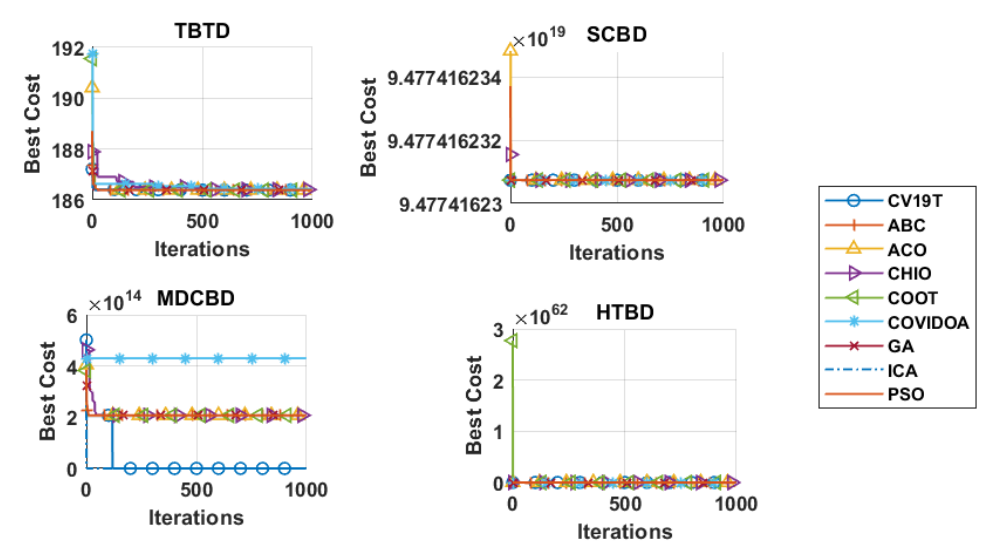 TBTD
192
190
188
186
Best Cost
0
500
1000
Iterations
×10^19
SCBD
9.477416234
9.477416232
9.47741623
Best Cost
0
500
1000
Iterations
×10^14
MDCBD
6
4
2
0
Best Cost
0
500
1000
Iterations
×10^62
HTBD
3
2
1
0
Best Cost
0
500
1000
Iterations
CV19T
ABC
ACO
CHIO
COOT
COVIDOA
GA
ICA
PSO